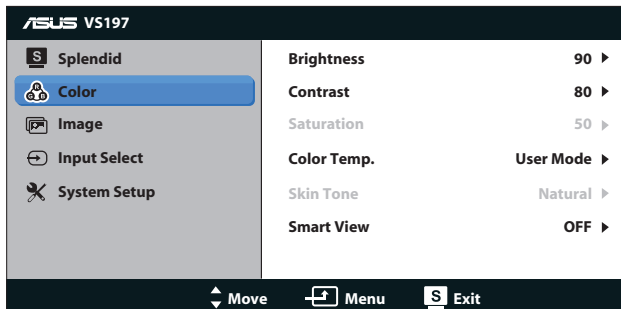 ASUS VS197
S Splendid
R G B Color
Image
Input Select
System Setup
Brightness 90
Contrast 80
Saturation 50
Color Temp. User Mode
Skin Tone Natural
Smart View OFF
Move Menu S Exit